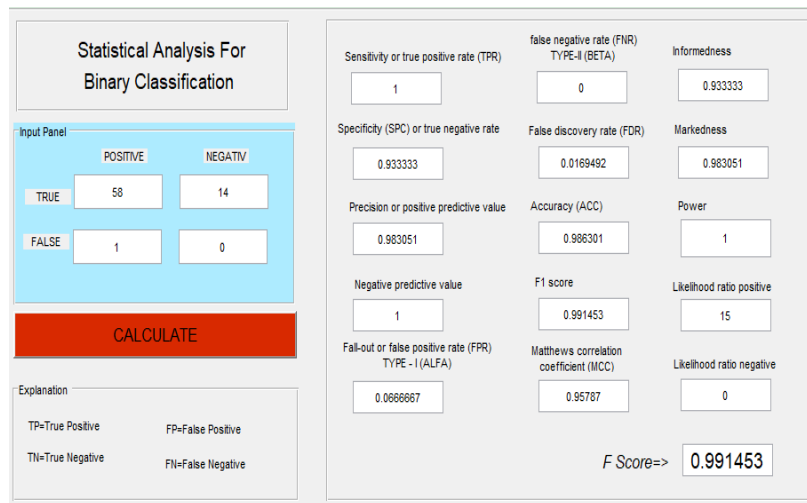 Statistical Analysis For
Binary Classification
Input Panel
POSITIVE NEGATIV
TRUE 58 14
FALSE 1 0
CALCULATE
Explanation
TP=True Positive FP=False Positive
TN=True Negative FN=False Negative
Sensitivity or true positive rate (TPR)
1
Specificity (SPC) or true negative rate
0.933333
Precision or positive predictive value
0.983051
Negative predictive value
1
Fall-out or false positive rate (FPR)
TYPE - I (ALFA)
0.0666667
false negative rate (FNR)
TYPE-II (BETA)
0
False discovery rate (FDR)
0.0169492
Accuracy (ACC)
0.986301
F1 score
0.991453
Matthews correlation
coefficient (MCC)
0.95787
Informedness
0.933333
Markedness
0.983051
Power
1
Likelihood ratio positive
15
Likelihood ratio negative
0
F Score=> 0.991453